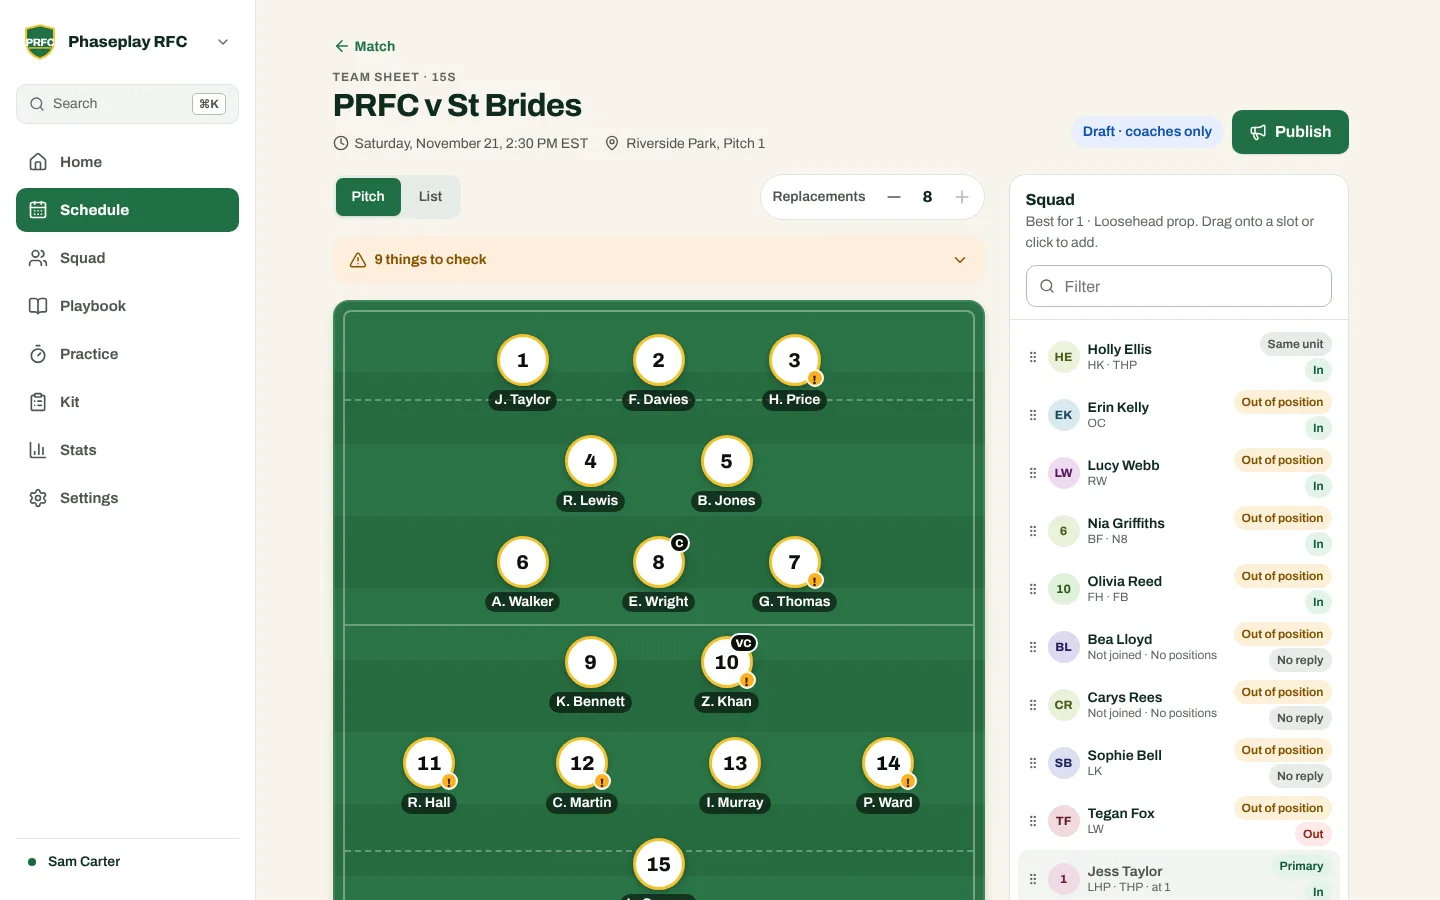 PRFC
Phaseplay RFC
Search
⌘K
Home
Schedule
Squad
Playbook
Practice
Kit
Stats
Settings
Sam Carter
Match
TEAM SHEET · 15S
PRFC v St Brides
Saturday, November 21, 2:30 PM EST
Riverside Park, Pitch 1
Draft · coaches only
Publish
Pitch
List
Replacements
8
9 things to check
1
2
3
!
J. Taylor
F. Davies
H. Price
4
5
R. Lewis
B. Jones
6
8
C
7
!
A. Walker
E. Wright
G. Thomas
9
10
VC
!
K. Bennett
Z. Khan
11
!
12
!
13
14
!
R. Hall
C. Martin
I. Murray
P. Ward
15
Squad
Best for 1 · Loosehead prop. Drag onto a slot or
click to add.
Filter
HE
Holly Ellis
HK · THP
Same unit
In
EK
Erin Kelly
OC
Out of position
In
LW
Lucy Webb
RW
Out of position
In
6
Nia Griffiths
BF · N8
Out of position
In
10
Olivia Reed
FH · FB
Out of position
In
BL
Bea Lloyd
Not joined · No positions
Out of position
No reply
CR
Carys Rees
Not joined · No positions
Out of position
No reply
SB
Sophie Bell
LK
Out of position
No reply
TF
Tegan Fox
LW
Out of position
Out
1
Jess Taylor
LHP · THP · at 1
Primary
In